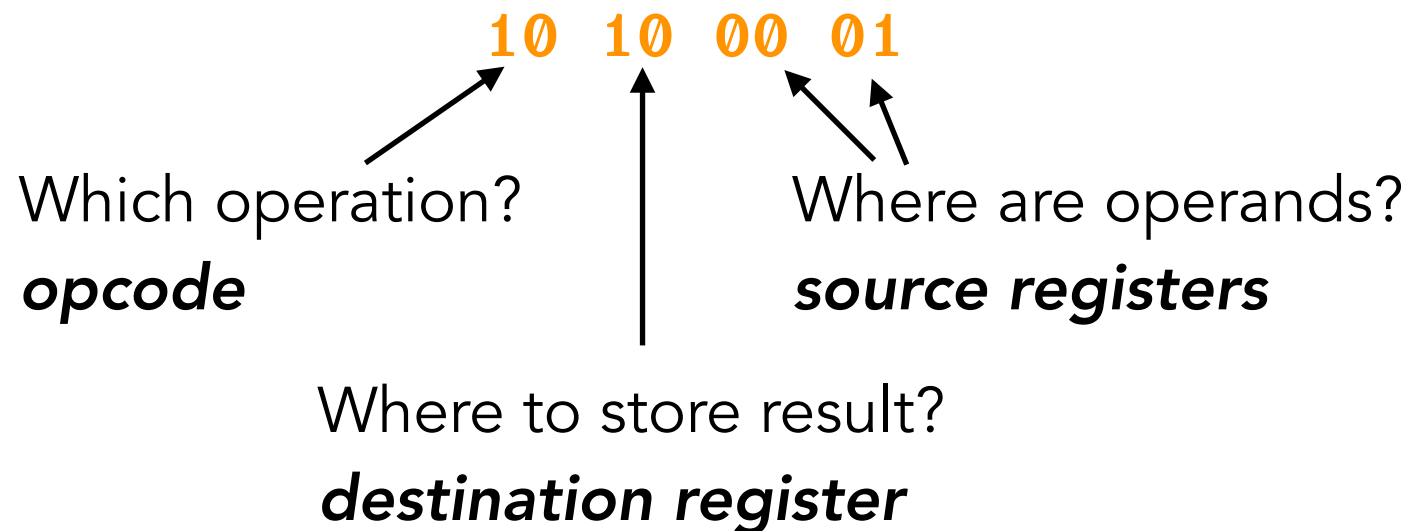 10 10 00 01
Which operation?
opcode
Where are operands?
source registers
Where to store result?
destination register